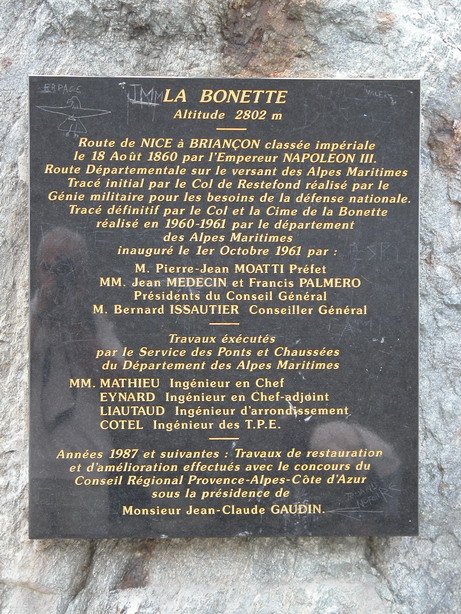 LA BONETTE
Altitude 2802 m
Route de NICE à BRIANÇON classée impériale
le 18 Août 1860 par l'Empereur NAPOLEON III.
Route Départementale sur le versant des Alpes Maritimes
Tracé initial par le Col de Restefond réalisé par le
Génie militaire pour les besoins de la défense nationale.
Tracé définitif par le Col et la Cime de la Bonette
réalisé en 1960-1961 par le département
des Alpes Maritimes
inauguré le 1er Octobre 1961 par :
M. Pierre-Jean MOATTI Préfet
MM. Jean MEDECIN et Francis PALMERO
Présidents du Conseil Général
M. Bernard ISSAUTIER Conseiller Général
Travaux éxécutés
par le Service des Ponts et Chaussées
du Département des Alpes Maritimes
MM. MATHIEU Ingénieur en Chef
EYNARD Ingénieur en Chef-adjoint
LIAUTAUD Ingénieur d'arrondissement
COTEL Ingénieur des T.P.E.
Années 1987 et suivantes : Travaux de restauration
et d'amélioration effectués avec le concours du
Conseil Régional Provence-Alpes-Côte d'Azur
sous la présidence de
Monsieur Jean-Claude GAUDIN.